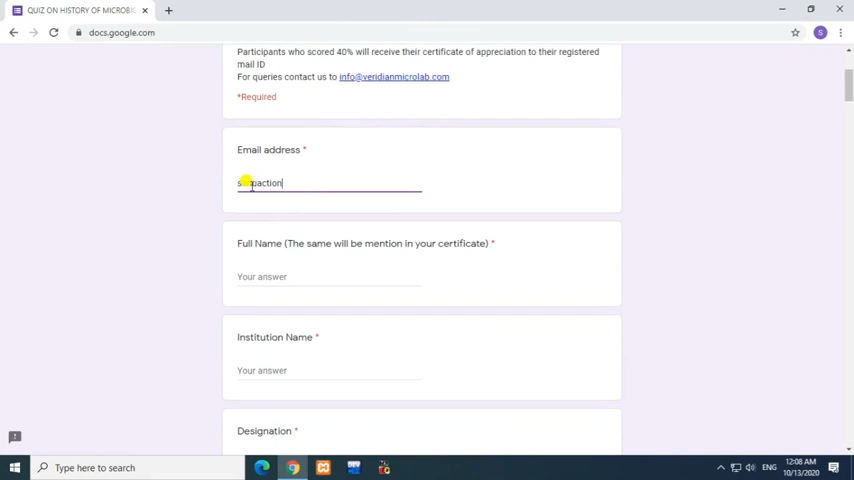 QUIZ ON HISTORY OF MICROBIO
docs.google.com
S
Participants who scored 40% will receive their certificate of appreciation to their registered
mail ID
For queries contact us to info@veridianmicrolab.com
*Required
Email address *
Full Name (The same will be mention in your certificate) *
Your answer
Institution Name *
Your answer
Designation *
Type here to search
ENG
12:08 AM
10/13/2020